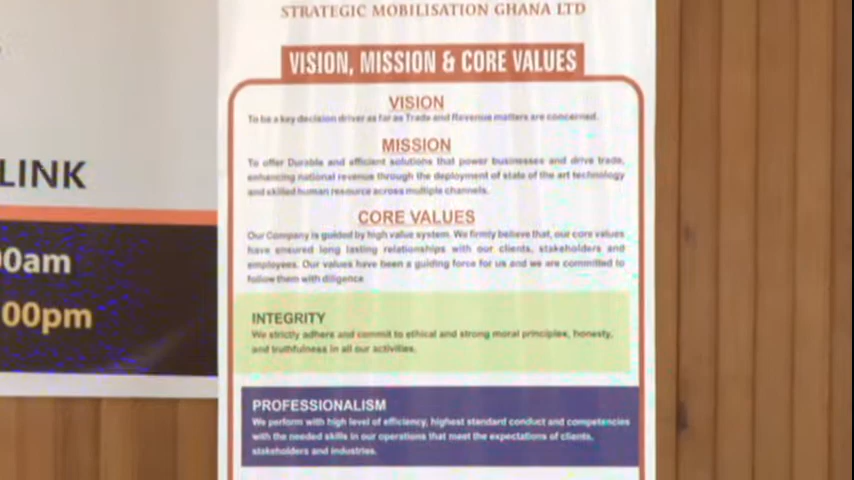 STRATEGIC MOBILISATION GHANA LTD
VISION, MISSION & CORE VALUES
VISION
To be a key decision driver as far as Trade and Revenue matters are concerned.
MISSION
To offer Durable and efficient solutions that power businesses and drive trade,
enhancing national revenue through the deployment of state of the art technology
and skilled human resource across multiple channels.
CORE VALUES
Our Company is guided by high value system. We firmly believe that, our core values
have ensured long lasting relationships with our clients, stakeholders and
employees. Our values have been a guiding force for us and we are committed to
follow them with diligence
INTEGRITY
We strictly adhere and commit to ethical and strong moral principles, honesty,
and truthfulness in all our activities.
PROFESSIONALISM
We perform with high level of efficiency, highest standard conduct and competencies
with the needed skills in our operations that meet the expectations of clients,
stakeholders and industries.
LINK
00am
00pm